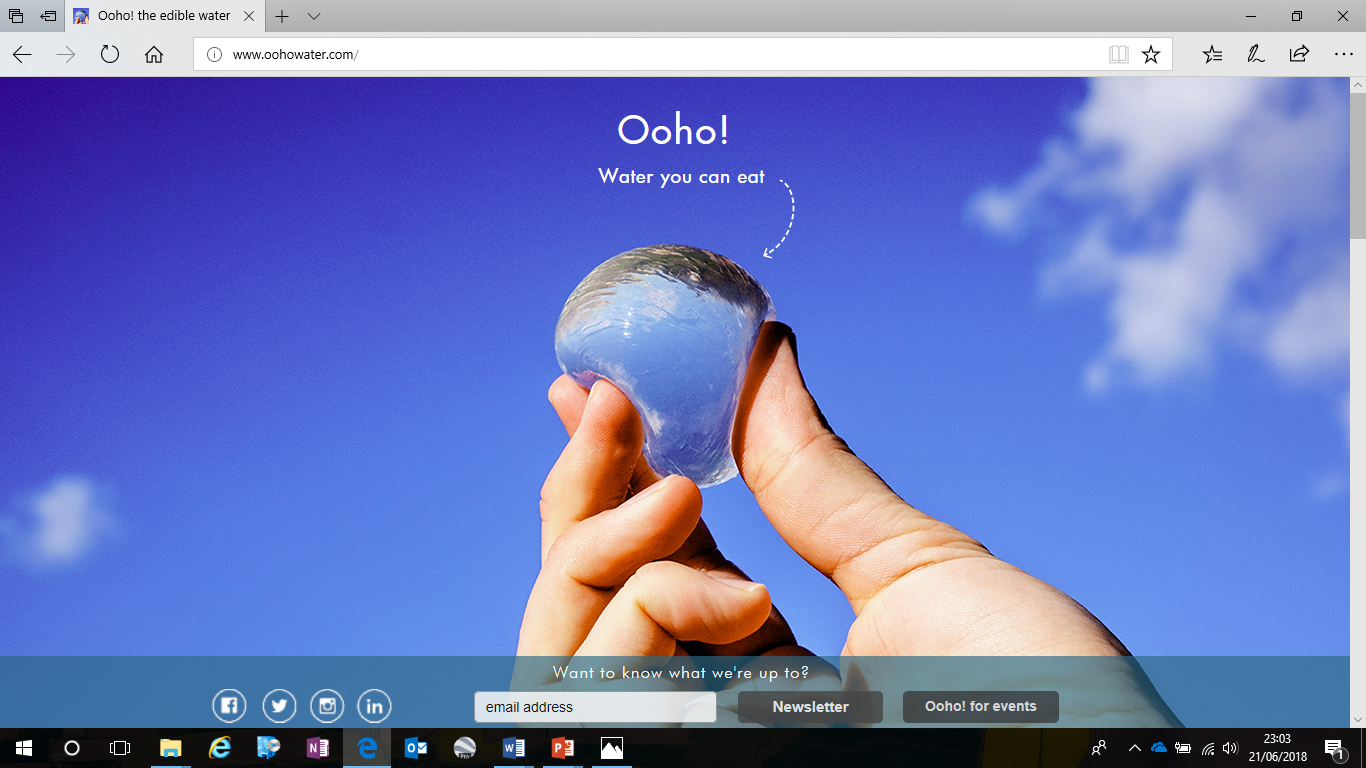 Ooho! the edible water
www.oohowater.com/
Ooho!
Water you can eat
Want to know what we're up to?
email address
Newsletter
Ooho! for events
23:03
21/06/2018
1